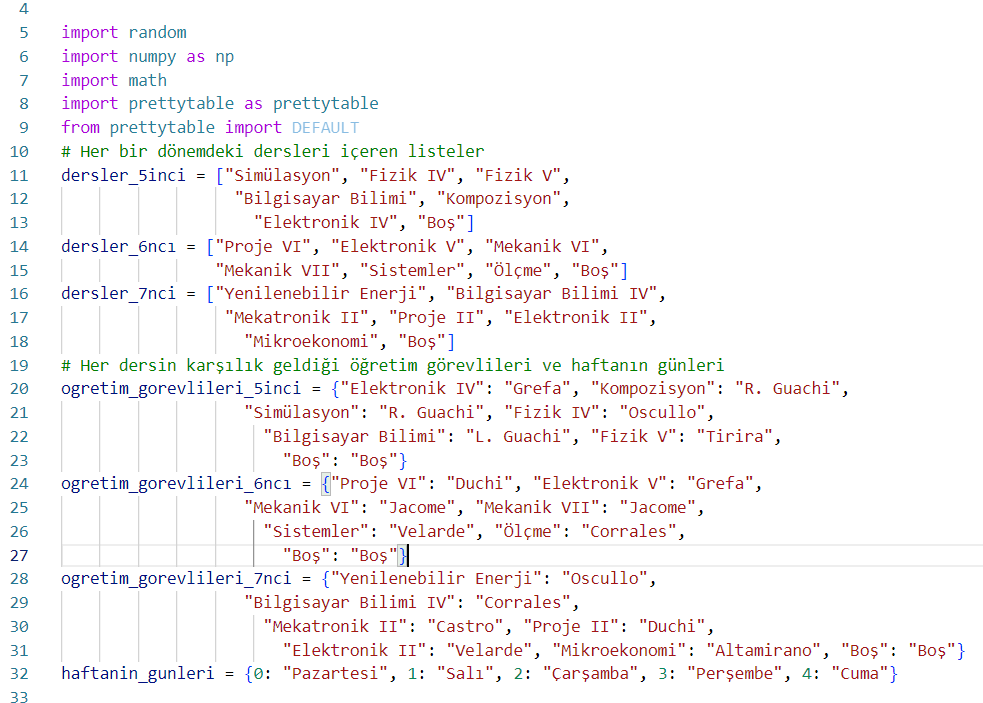 4
5 import random
6 import numpy as np
7 import math
8 import prettytable as prettytable
9 from prettytable import DEFAULT
10 # Her bir dönemdeki dersleri içeren listeler
11 dersler_5inci = ["Simülasyon", "Fizik IV", "Fizik V",
12 "Bilgisayar Bilimi", "Kompozisyon",
13 "Elektronik IV", "Boş"]
14 dersler_6ncı = ["Proje VI", "Elektronik V", "Mekanik VI",
15 "Mekanik VII", "Sistemler", "Ölçme", "Boş"]
16 dersler_7nci = ["Yenilenebilir Enerji", "Bilgisayar Bilimi IV",
17 "Mekatronik II", "Proje II", "Elektronik II",
18 "Mikroekonomi", "Boş"]
19 # Her dersin karşılık geldiği öğretim görevlileri ve haftanın günleri
20 ogretim_gorevlileri_5inci = {"Elektronik IV": "Grefa", "Kompozisyon": "R. Guachi",
21 "Simülasyon": "R. Guachi", "Fizik IV": "Oscullo",
22 "Bilgisayar Bilimi": "L. Guachi", "Fizik V": "Tirira",
23 "Boş": "Boş"}
24 ogretim_gorevlileri_6ncı = {"Proje VI": "Duchi", "Elektronik V": "Grefa",
25 "Mekanik VI": "Jacome", "Mekanik VII": "Jacome",
26 "Sistemler": "Velarde", "Ölçme": "Corrales",
27 "Boş": "Boş"}
28 ogretim_gorevlileri_7nci = {"Yenilenebilir Enerji": "Oscullo",
29 "Bilgisayar Bilimi IV": "Corrales",
30 "Mekatronik II": "Castro", "Proje II": "Duchi",
31 "Elektronik II": "Velarde", "Mikroekonomi": "Altamirano", "Boş": "Boş"}
32 haftanin_gunleri = {0: "Pazartesi", 1: "Salı", 2: "Çarşamba", 3: "Perşembe", 4: "Cuma"}
33